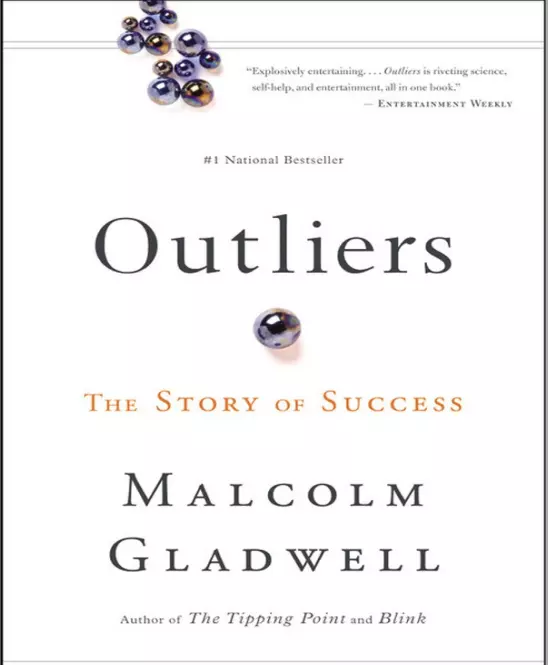 “Explosively entertaining. . . . Outliers is riveting science,
self-help, and entertainment, all in one book.”
— Entertainment Weekly
#1 National Bestseller
Outliers
The Story of Success
Malcolm
Gladwell
Author of The Tipping Point and Blink